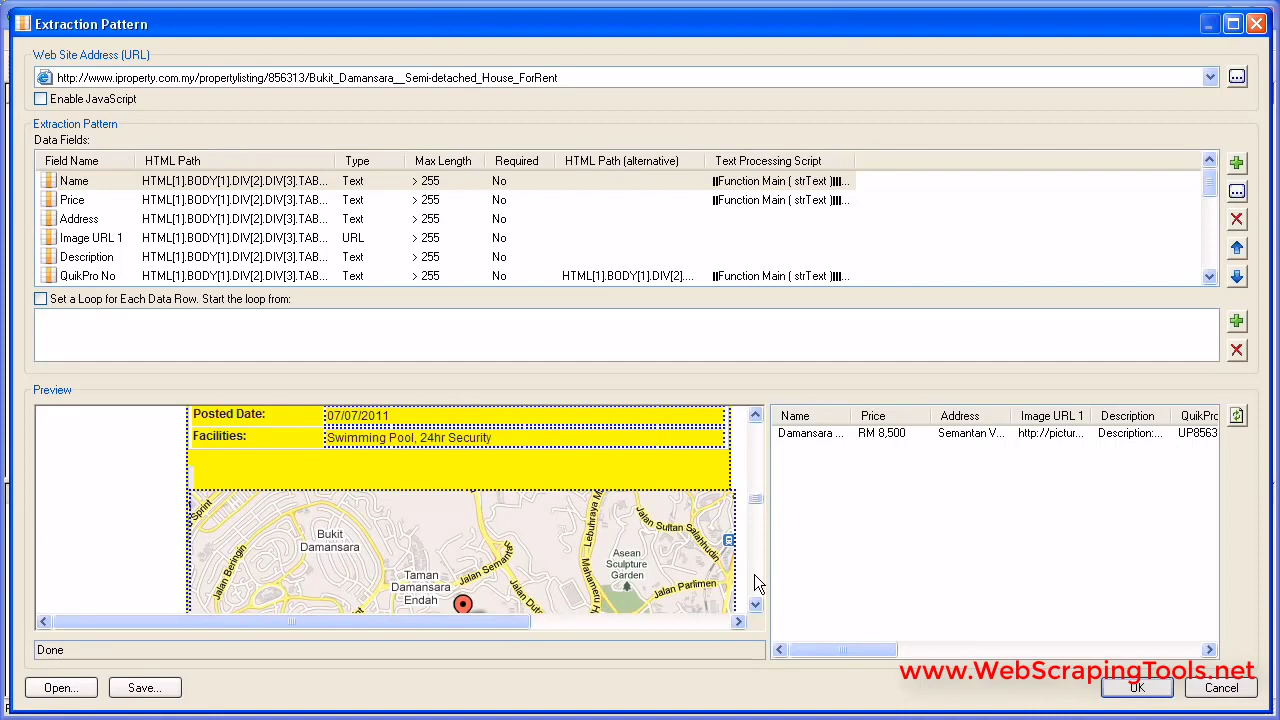 Extraction Pattern
Web Site Address (URL)
http://www.iproperty.com.my/propertylisting/856313/Bukit_Damansara__Semi-detached_House_ForRent
Enable JavaScript
Extraction Pattern
Data Fields:
Field Name HTML Path Type Max Length Required HTML Path (alternative) Text Processing Script
Name HTML[1].BODY[1].DIV[2].DIV[3].TAB... Text > 255 No ||Function Main ( strText )|||...
Price HTML[1].BODY[1].DIV[2].DIV[3].TAB... Text > 255 No ||Function Main ( strText )|||...
Address HTML[1].BODY[1].DIV[2].DIV[3].TAB... Text > 255 No
Image URL 1 HTML[1].BODY[1].DIV[2].DIV[3].TAB... URL > 255 No
Description HTML[1].BODY[1].DIV[2].DIV[3].TAB... Text > 255 No
QuikPro No HTML[1].BODY[1].DIV[2].DIV[3].TAB... Text > 255 No HTML[1].BODY[1].DIV[2].... ||Function Main ( strText )|||...
Set a Loop for Each Data Row. Start the loop from:
Preview
Posted Date: 07/07/2011
Facilities: Swimming Pool, 24hr Security
Bukit
Damansara
Taman
Damansara
Endah
Jalan Beringin
Jalan Semanta
Jalan Dut
Lebuhraya M
Mahameru H
Jalan Sultan Salahuddin
Asean
Sculpture
Garden
Jalan Parlimen
Name Price Address Image URL 1 Description QuikPro
Damansara ... RM 8,500 Semantan V... http://pictur... Description:... UP8563
Done
www.WebScrapingTools.net
Open... Save... OK Cancel